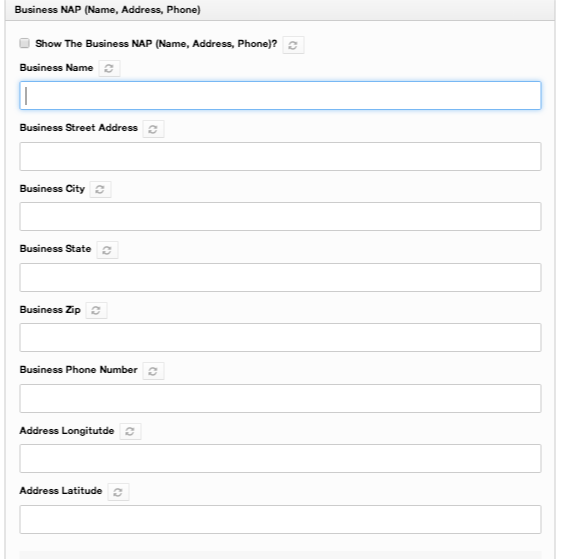 Business NAP (Name, Address, Phone)
Show The Business NAP (Name, Address, Phone)?
Business Name
Business Street Address
Business City
Business State
Business Zip
Business Phone Number
Address Longitutde
Address Latitude